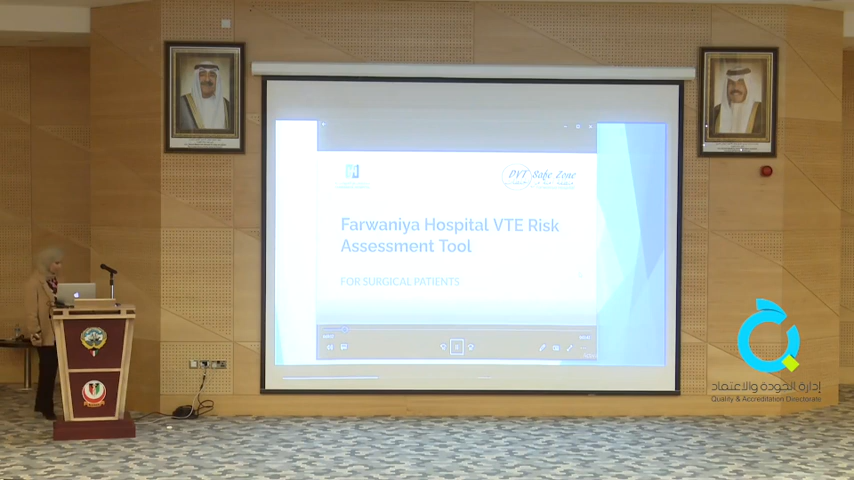 DVT Safe Zone
Farwaniya Hospital VTE Risk
Assessment Tool
FOR SURGICAL PATIENTS
إدارة الجودة والاعتماد
Quality & Accreditation Directorate